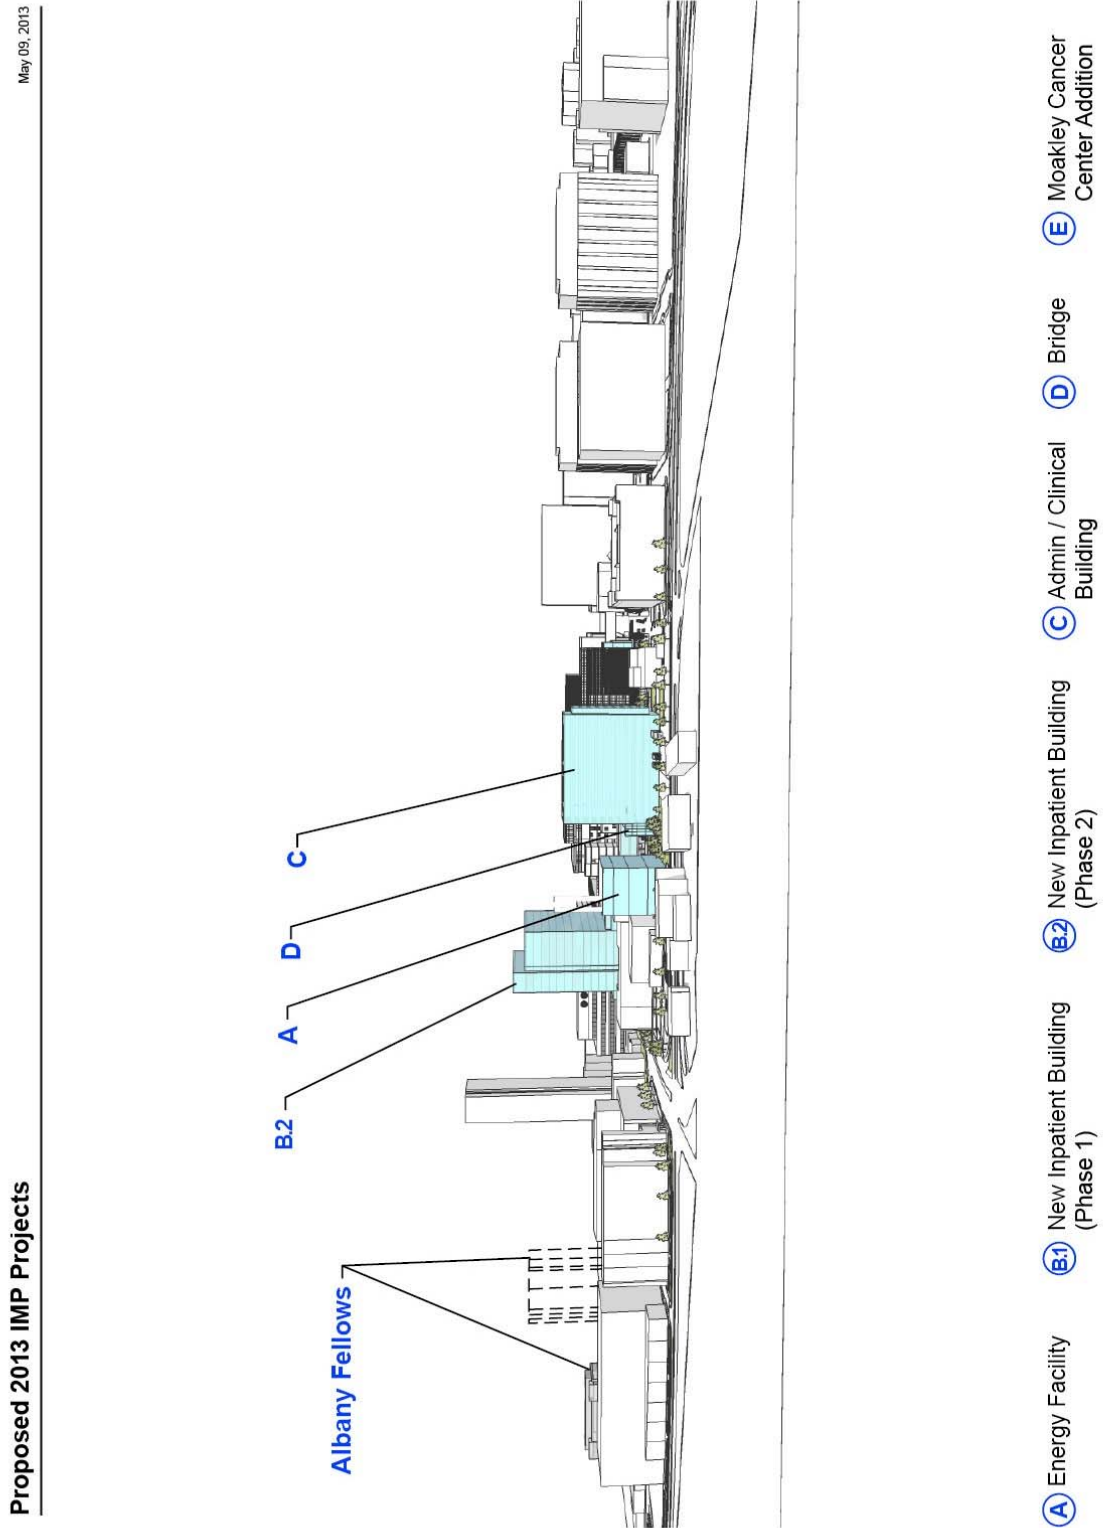 Proposed 2013 IMP Projects
May 09, 2013
Albany Fellows
B.2
A
D
C
A Energy Facility
B.1 New Inpatient Building
(Phase 1)
B.2 New Inpatient Building
(Phase 2)
C Admin / Clinical
Building
D Bridge
E Moakley Cancer
Center Addition